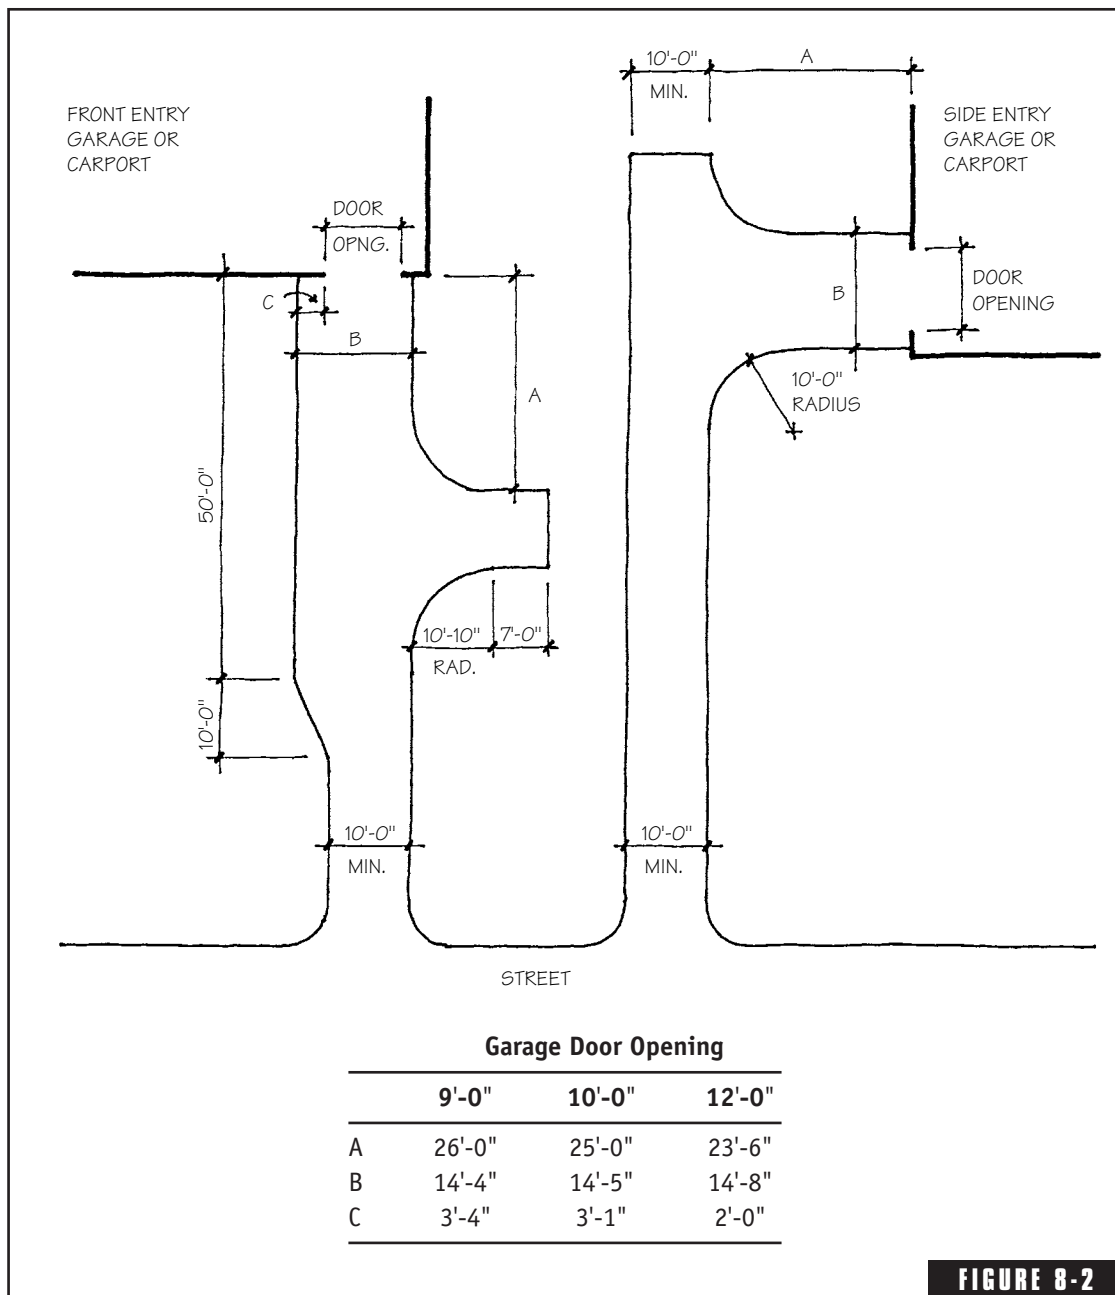 10'-0"
A
MIN.
FRONT ENTRY
GARAGE OR
CARPORT
SIDE ENTRY
GARAGE OR
CARPORT
DOOR
OPNG.
C
B
A
B
DOOR
OPENING
10'-0"
RADIUS
50'-0"
10'-10"
7'-0"
RAD.
10'-0"
10'-0"
MIN.
10'-0"
MIN.
STREET
Garage Door Opening
9'-0" 10'-0" 12'-0"
A 26'-0" 25'-0" 23'-6"
B 14'-4" 14'-5" 14'-8"
C 3'-4" 3'-1" 2'-0"
FIGURE 8-2